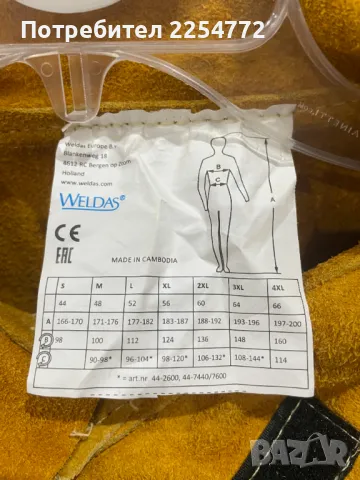 Потребител 2254772
Weldas Europe B.V.
Blankenweg 18
4612 RC Bergen op Zoom
Holland
www.weldas.com
WELDAS®
CE
EAC
MADE IN CAMBODIA
A
B
C
S M L XL 2XL 3XL 4XL
44 48 52 56 60 64 66
A 166-170 171-176 177-182 183-187 188-192 193-196 197-200
B 98 100 112 124 136 148 160
C 90-98* 96-104* 98-120* 106-132* 108-144* 114
* = art.nr 44-2600, 44-7440/7600
BAZAR